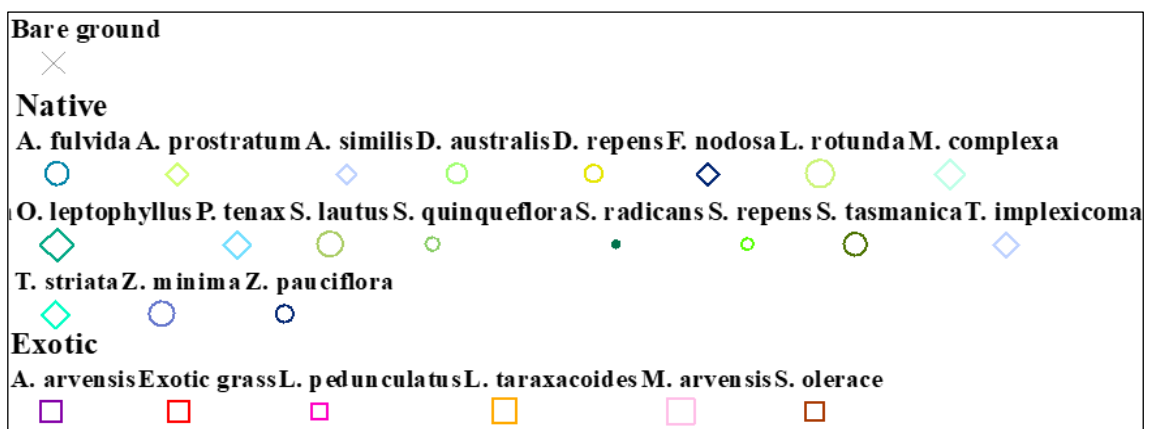 Bare ground
Native
A. fulvida A. prostratum A. similis D. australis D. repens F. nodosa L. rotunda M. complexa
O. leptophyllus P. tenax S. lautus S. quinqueflora S. radicans S. repens S. tasmanica T. implexicoma
T. striata Z. minima Z. pauciflora
Exotic
A. arvensis Exotic grass L. pedunculatus L. taraxacoides M. arvensis S. olerace